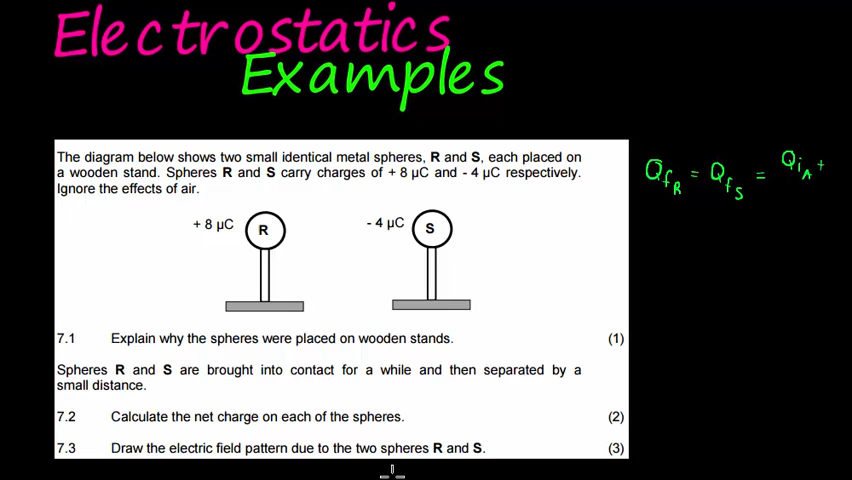 Electrostatics
Examples
The diagram below shows two small identical metal spheres, R and S, each placed on
a wooden stand. Spheres R and S carry charges of + 8 µC and - 4 µC respectively.
Ignore the effects of air.
+ 8 µC R - 4 µC S
7.1 Explain why the spheres were placed on wooden stands. (1)
Spheres R and S are brought into contact for a while and then separated by a
small distance.
7.2 Calculate the net charge on each of the spheres. (2)
7.3 Draw the electric field pattern due to the two spheres R and S. (3)
Q_fR = Q_fS = Q_iA +